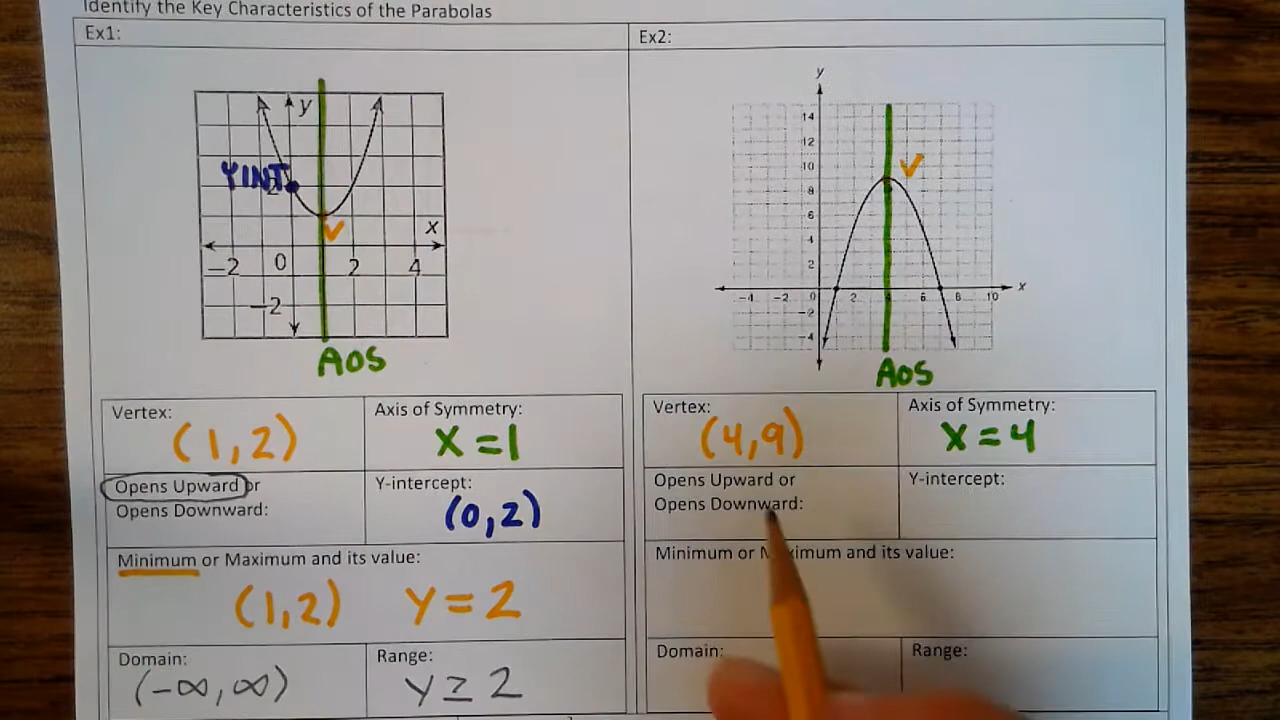 Identify the Key Characteristics of the Parabolas
Ex1:
Ex2:
y
YINT
2
V
x
-2 0 2 4
-2
AOS
y
14
12
10
V
8
6
4
2
-4 -2 0 2 4 6 8 10 x
-2
-4
AOS
Vertex:
(1,2)
Axis of Symmetry:
x=1
Opens Upward or
Opens Downward:
Y-intercept:
(0,2)
Minimum or Maximum and its value:
(1,2) y=2
Domain:
(-∞,∞)
Range:
y≥2
Vertex:
(4,9)
Axis of Symmetry:
x=4
Opens Upward or
Opens Downward:
Y-intercept:
Minimum or Maximum and its value:
Domain:
Range: